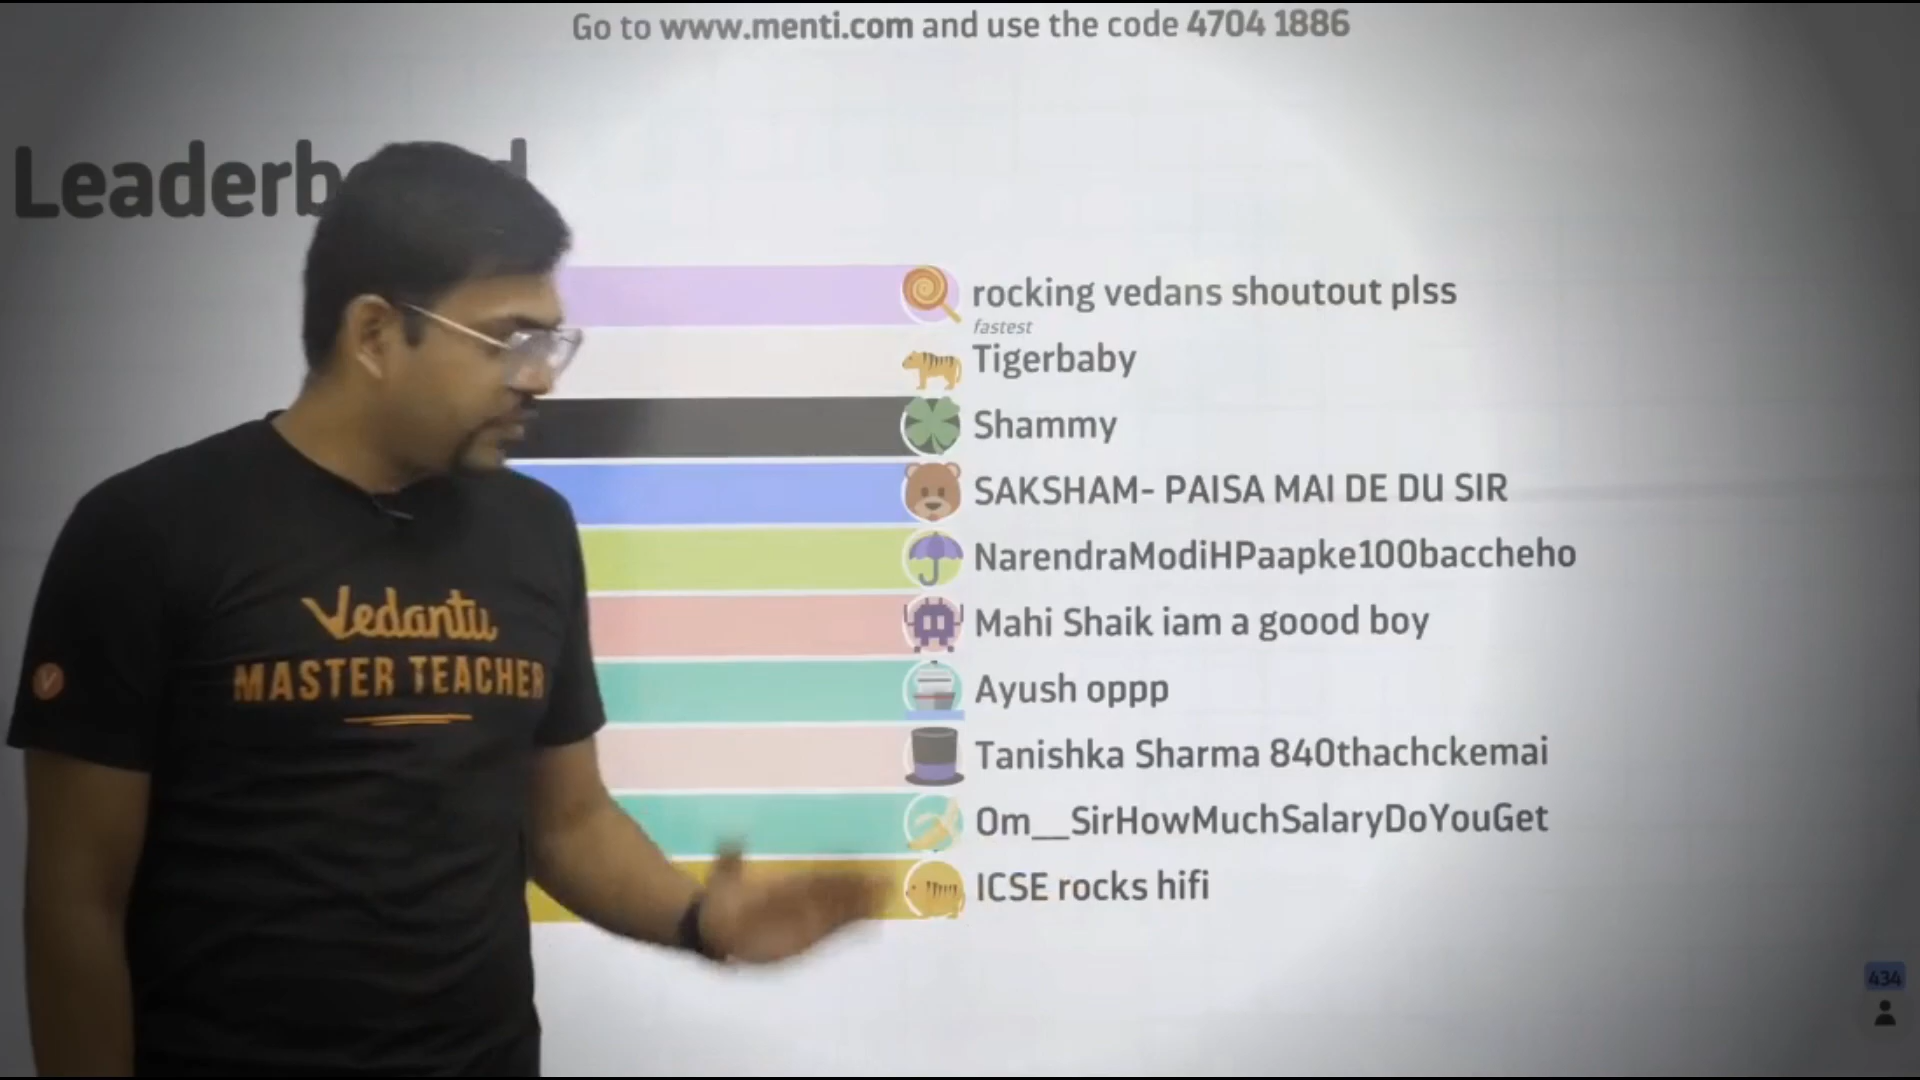 Go to www.menti.com and use the code 4704 1886
rocking vedans shoutout plss
fastest
Tigerbaby
Shammy
SAKSHAM- PAISA MAI DE DU SIR
NarendraModiHPaapke100baccheho
Mahi Shaik iam a goood boy
Ayush oppp
Tanishka Sharma 840thachckemai
Om__SirHowMuchSalaryDoYouGet
ICSE rocks hifi
Vedantu
MASTER TEACHER
V
434